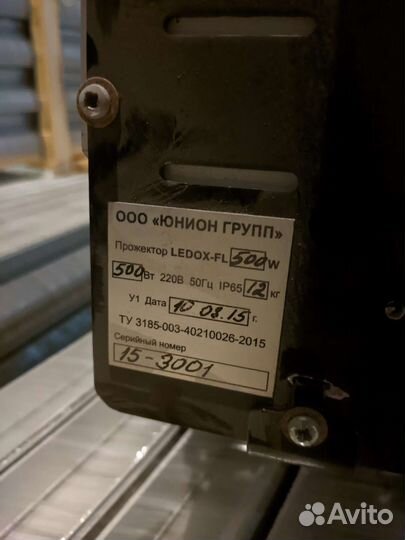 ООО «ЮНИОН ГРУПП»
Прожектор LEDOX-FL 500 W
500 Вт 220В 50Гц IP65 12 кг
У1 Дата 10 08.15 г.
ТУ 3185-003-40210026-2015
Серийный номер
15-3001
Avito